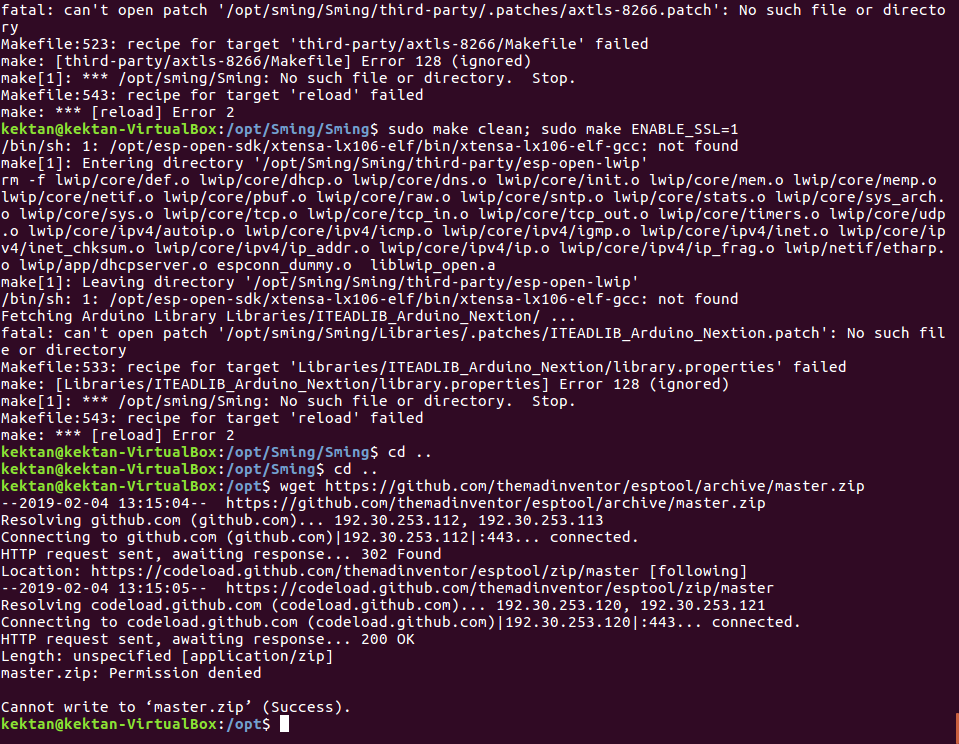 fatal: can't open patch '/opt/sming/Sming/third-party/.patches/axtls-8266.patch': No such file or directo
ry
Makefile:523: recipe for target 'third-party/axtls-8266/Makefile' failed
make: [third-party/axtls-8266/Makefile] Error 128 (ignored)
make[1]: *** /opt/sming/Sming: No such file or directory.  Stop.
Makefile:543: recipe for target 'reload' failed
make: *** [reload] Error 2
kektan@kektan-VirtualBox:/opt/Sming/Sming$ sudo make clean; sudo make ENABLE_SSL=1
/bin/sh: 1: /opt/esp-open-sdk/xtensa-lx106-elf/bin/xtensa-lx106-elf-gcc: not found
make[1]: Entering directory '/opt/Sming/Sming/third-party/esp-open-lwip'
rm -f lwip/core/def.o lwip/core/dhcp.o lwip/core/dns.o lwip/core/init.o lwip/core/mem.o lwip/core/memp.o
lwip/core/netif.o lwip/core/pbuf.o lwip/core/raw.o lwip/core/sntp.o lwip/core/stats.o lwip/core/sys_arch.
o lwip/core/sys.o lwip/core/tcp.o lwip/core/tcp_in.o lwip/core/tcp_out.o lwip/core/timers.o lwip/core/udp
.o lwip/core/ipv4/autoip.o lwip/core/ipv4/icmp.o lwip/core/ipv4/igmp.o lwip/core/ipv4/inet.o lwip/core/ip
v4/inet_chksum.o lwip/core/ipv4/ip_addr.o lwip/core/ipv4/ip.o lwip/core/ipv4/ip_frag.o lwip/netif/etharp.
o lwip/app/dhcpserver.o espconn_dummy.o  liblwip_open.a
make[1]: Leaving directory '/opt/Sming/Sming/third-party/esp-open-lwip'
/bin/sh: 1: /opt/esp-open-sdk/xtensa-lx106-elf/bin/xtensa-lx106-elf-gcc: not found
Fetching Arduino Library Libraries/ITEADLIB_Arduino_Nextion/ ...
fatal: can't open patch '/opt/sming/Sming/Libraries/.patches/ITEADLIB_Arduino_Nextion.patch': No such fil
e or directory
Makefile:533: recipe for target 'Libraries/ITEADLIB_Arduino_Nextion/library.properties' failed
make: [Libraries/ITEADLIB_Arduino_Nextion/library.properties] Error 128 (ignored)
make[1]: *** /opt/sming/Sming: No such file or directory.  Stop.
Makefile:543: recipe for target 'reload' failed
make: *** [reload] Error 2
kektan@kektan-VirtualBox:/opt/Sming/Sming$ cd ..
kektan@kektan-VirtualBox:/opt/Sming$ cd ..
kektan@kektan-VirtualBox:/opt$ wget https://github.com/themadinventor/esptool/archive/master.zip
--2019-02-04 13:15:04--  https://github.com/themadinventor/esptool/archive/master.zip
Resolving github.com (github.com)... 192.30.253.112, 192.30.253.113
Connecting to github.com (github.com)|192.30.253.112|:443... connected.
HTTP request sent, awaiting response... 302 Found
Location: https://codeload.github.com/themadinventor/esptool/zip/master [following]
--2019-02-04 13:15:05--  https://codeload.github.com/themadinventor/esptool/zip/master
Resolving codeload.github.com (codeload.github.com)... 192.30.253.120, 192.30.253.121
Connecting to codeload.github.com (codeload.github.com)|192.30.253.120|:443... connected.
HTTP request sent, awaiting response... 200 OK
Length: unspecified [application/zip]
master.zip: Permission denied
Cannot write to ‘master.zip’ (Success).
kektan@kektan-VirtualBox:/opt$